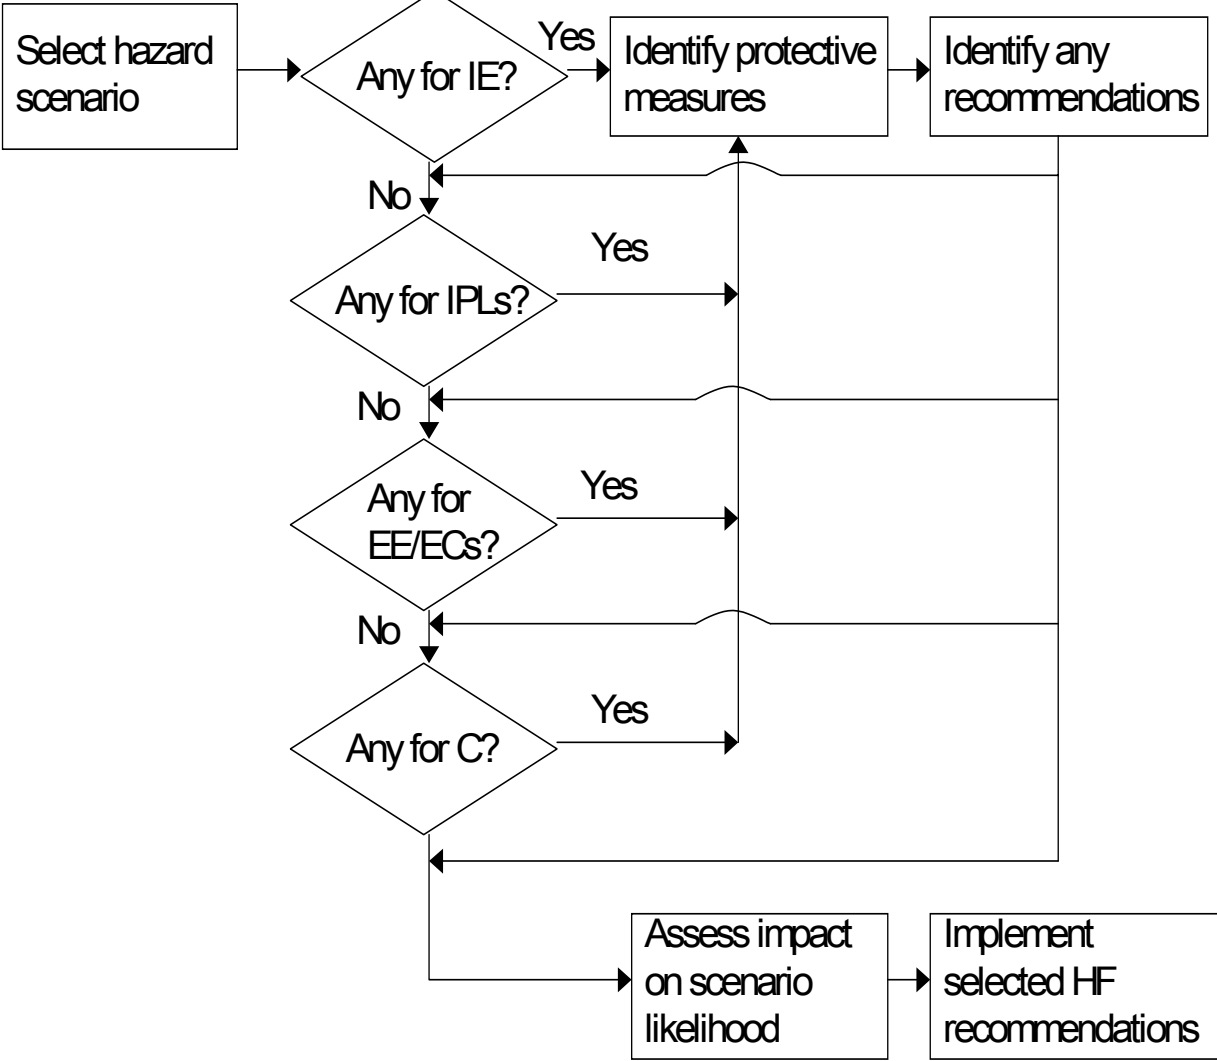 Select hazard
scenario
Any for IE?
Yes
Identify protective
measures
Identify any
recommendations
No
Any for IPLs?
Yes
No
Any for
EE/ECs?
Yes
No
Any for C?
Yes
Assess impact
on scenario
likelihood
Implement
selected HF
recommendations